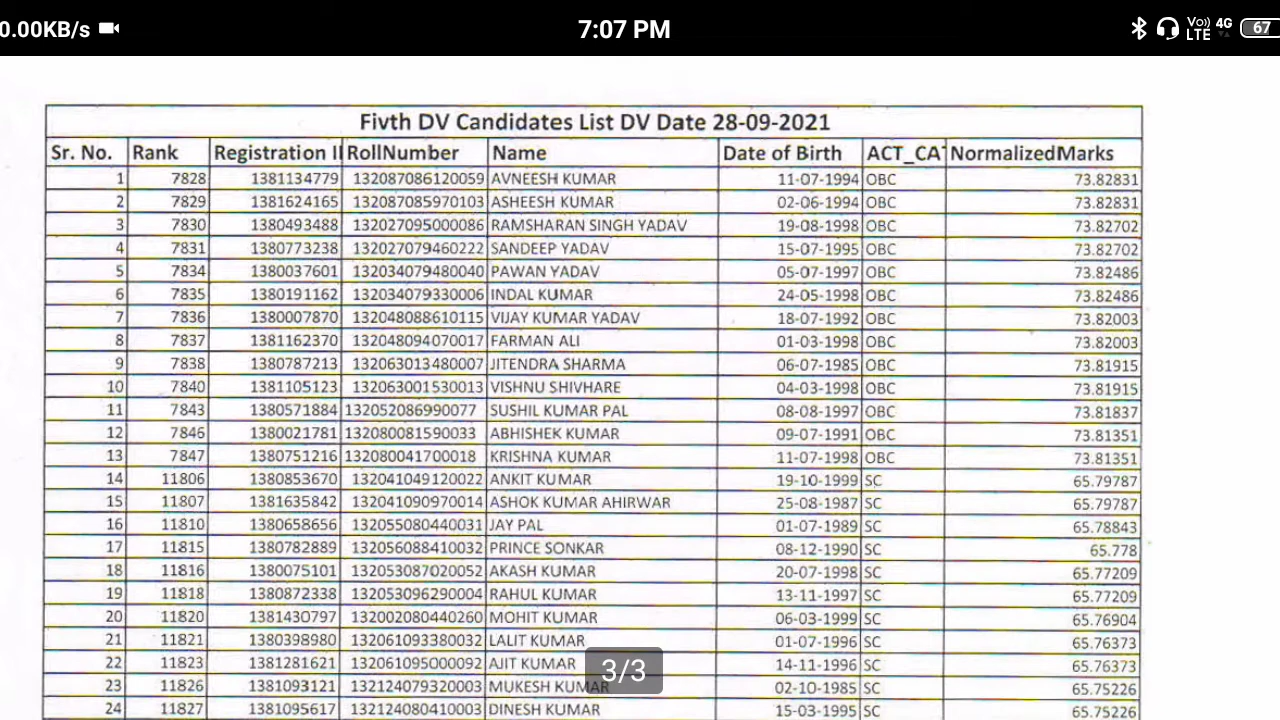 0.00KB/s 7:07 PM Vo) LTE 4G 67
Fivth DV Candidates List DV Date 28-09-2021
Sr. No. Rank Registration II RollNumber Name Date of Birth ACT_CAT NormalizedMarks
1 7828 1381134779 132087086120059 AVNEESH KUMAR 11-07-1994 OBC 73.82831
2 7829 1381624165 132087085970103 ASHEESH KUMAR 02-06-1994 OBC 73.82831
3 7830 1380493488 132027095000086 RAMSHARAN SINGH YADAV 19-08-1998 OBC 73.82702
4 7831 1380773238 132027079460222 SANDEEP YADAV 15-07-1995 OBC 73.82702
5 7834 1380037601 132034079480040 PAWAN YADAV 05-07-1997 OBC 73.82486
6 7835 1380191162 132034079330006 INDAL KUMAR 24-05-1998 OBC 73.82486
7 7836 1380007870 132048088610115 VIJAY KUMAR YADAV 18-07-1992 OBC 73.82003
8 7837 1381162370 132048094070017 FARMAN ALI 01-03-1998 OBC 73.82003
9 7838 1380787213 132063013480007 JITENDRA SHARMA 06-07-1985 OBC 73.81915
10 7840 1381105123 132063001530013 VISHNU SHIVHARE 04-03-1998 OBC 73.81915
11 7843 1380571884 132052086990077 SUSHIL KUMAR PAL 08-08-1997 OBC 73.81837
12 7846 1380021781 132080081590033 ABHISHEK KUMAR 09-07-1991 OBC 73.81351
13 7847 1380751216 132080041700018 KRISHNA KUMAR 11-07-1998 OBC 73.81351
14 11806 1380853670 132041049120022 ANKIT KUMAR 19-10-1999 SC 65.79787
15 11807 1381635842 132041090970014 ASHOK KUMAR AHIRWAR 25-08-1987 SC 65.79787
16 11810 1380658656 132055080440031 JAY PAL 01-07-1989 SC 65.78843
17 11815 1380782889 132056088410032 PRINCE SONKAR 08-12-1990 SC 65.778
18 11816 1380075101 132053087020052 AKASH KUMAR 20-07-1998 SC 65.77209
19 11818 1380872338 132053096290004 RAHUL KUMAR 13-11-1997 SC 65.77209
20 11820 1381430797 132002080440260 MOHIT KUMAR 06-03-1999 SC 65.76904
21 11821 1380398980 132061093380032 LALIT KUMAR 01-07-1996 SC 65.76373
22 11823 1381281621 132061095000092 AJIT KUMAR 14-11-1996 SC 65.76373
23 11826 1381093121 132124079320003 MUKESH KUMAR 02-10-1985 SC 65.75226
24 11827 1381095617 132124080410003 DINESH KUMAR 15-03-1995 SC 65.75226
3/3